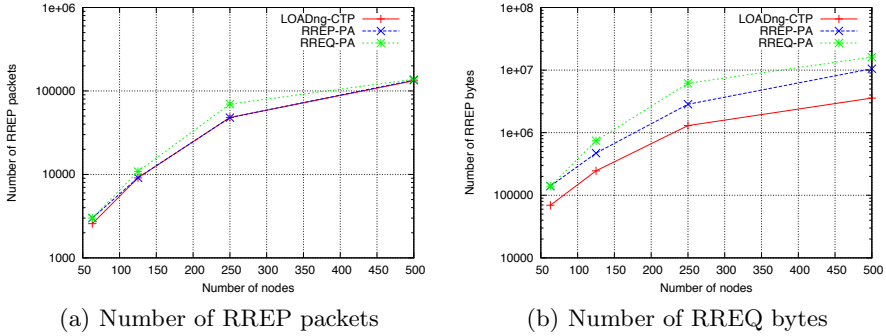 1e+06
100000
10000
1000
50 100 150 200 250 300 350 400 450 500
Number of RREP packets
Number of nodes
LOADng-CTP
RREP-PA
RREQ-PA
(a) Number of RREP packets
1e+08
1e+07
1e+06
100000
10000
50 100 150 200 250 300 350 400 450 500
Number of RREP bytes
Number of nodes
LOADng-CTP
RREP-PA
RREQ-PA
(b) Number of RREQ bytes